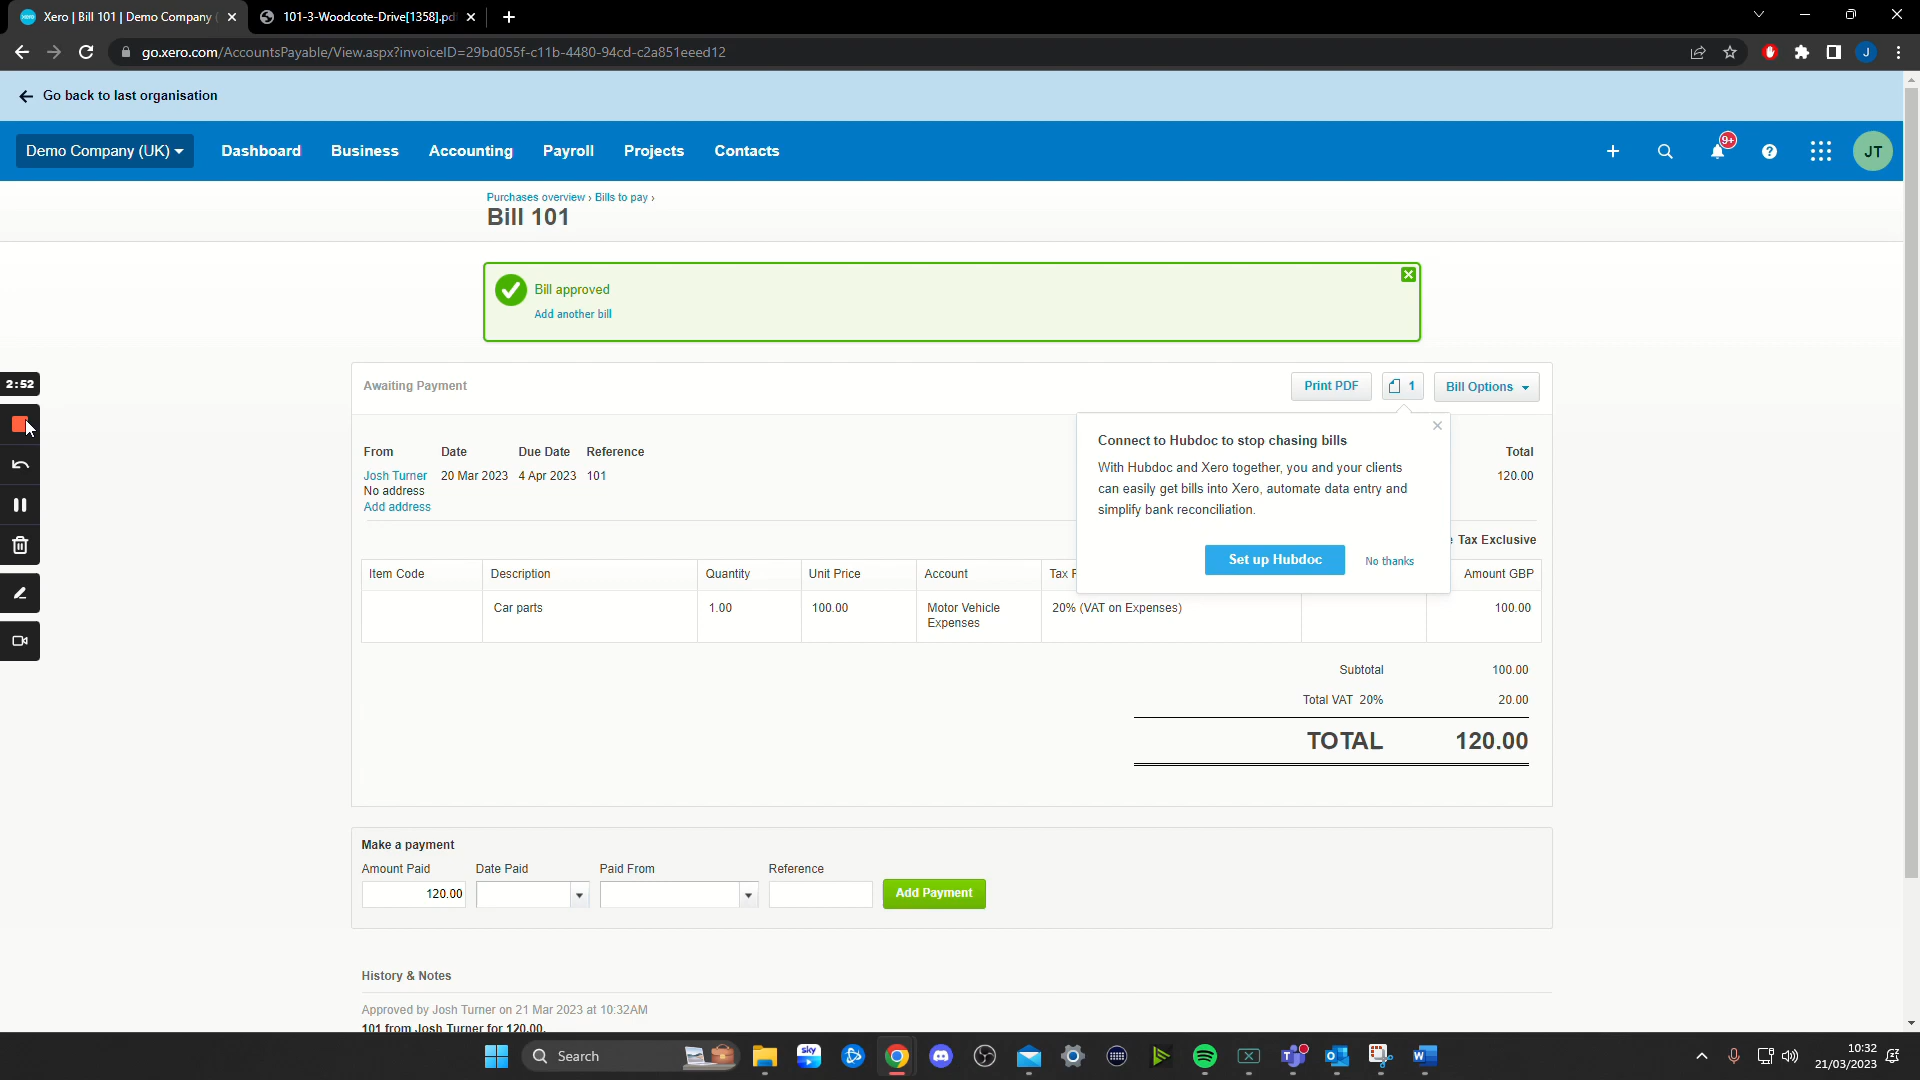 Xero | Bill 101 | Demo Company (
101-3-Woodcote-Drive[1358].pdf
go.xero.com/AccountsPayable/View.aspx?invoiceID=29bd055f-c11b-4480-94cd-c2a851eeed12
J
Go back to last organisation
Demo Company (UK)
Dashboard
Business
Accounting
Payroll
Projects
Contacts
9+
JT
Purchases overview › Bills to pay ›
Bill 101
Bill approved
Add another bill
2:52
Awaiting Payment
Print PDF
1
Bill Options
Connect to Hubdoc to stop chasing bills
With Hubdoc and Xero together, you and your clients
can easily get bills into Xero, automate data entry and
simplify bank reconciliation.
Set up Hubdoc
No thanks
From Date Due Date Reference Total
Josh Turner 20 Mar 2023 4 Apr 2023 101 120.00
No address
Add address
Tax Exclusive
Item Code Description Quantity Unit Price Account Tax Amount GBP
Car parts 1.00 100.00 Motor Vehicle 20% (VAT on Expenses) 100.00
Expenses
Subtotal 100.00
Total VAT 20% 20.00
TOTAL 120.00
Make a payment
Amount Paid Date Paid Paid From Reference
120.00
Add Payment
History & Notes
Approved by Josh Turner on 21 Mar 2023 at 10:32AM
101 from Josh Turner for 120.00.
Search
sky
10:32
21/03/2023